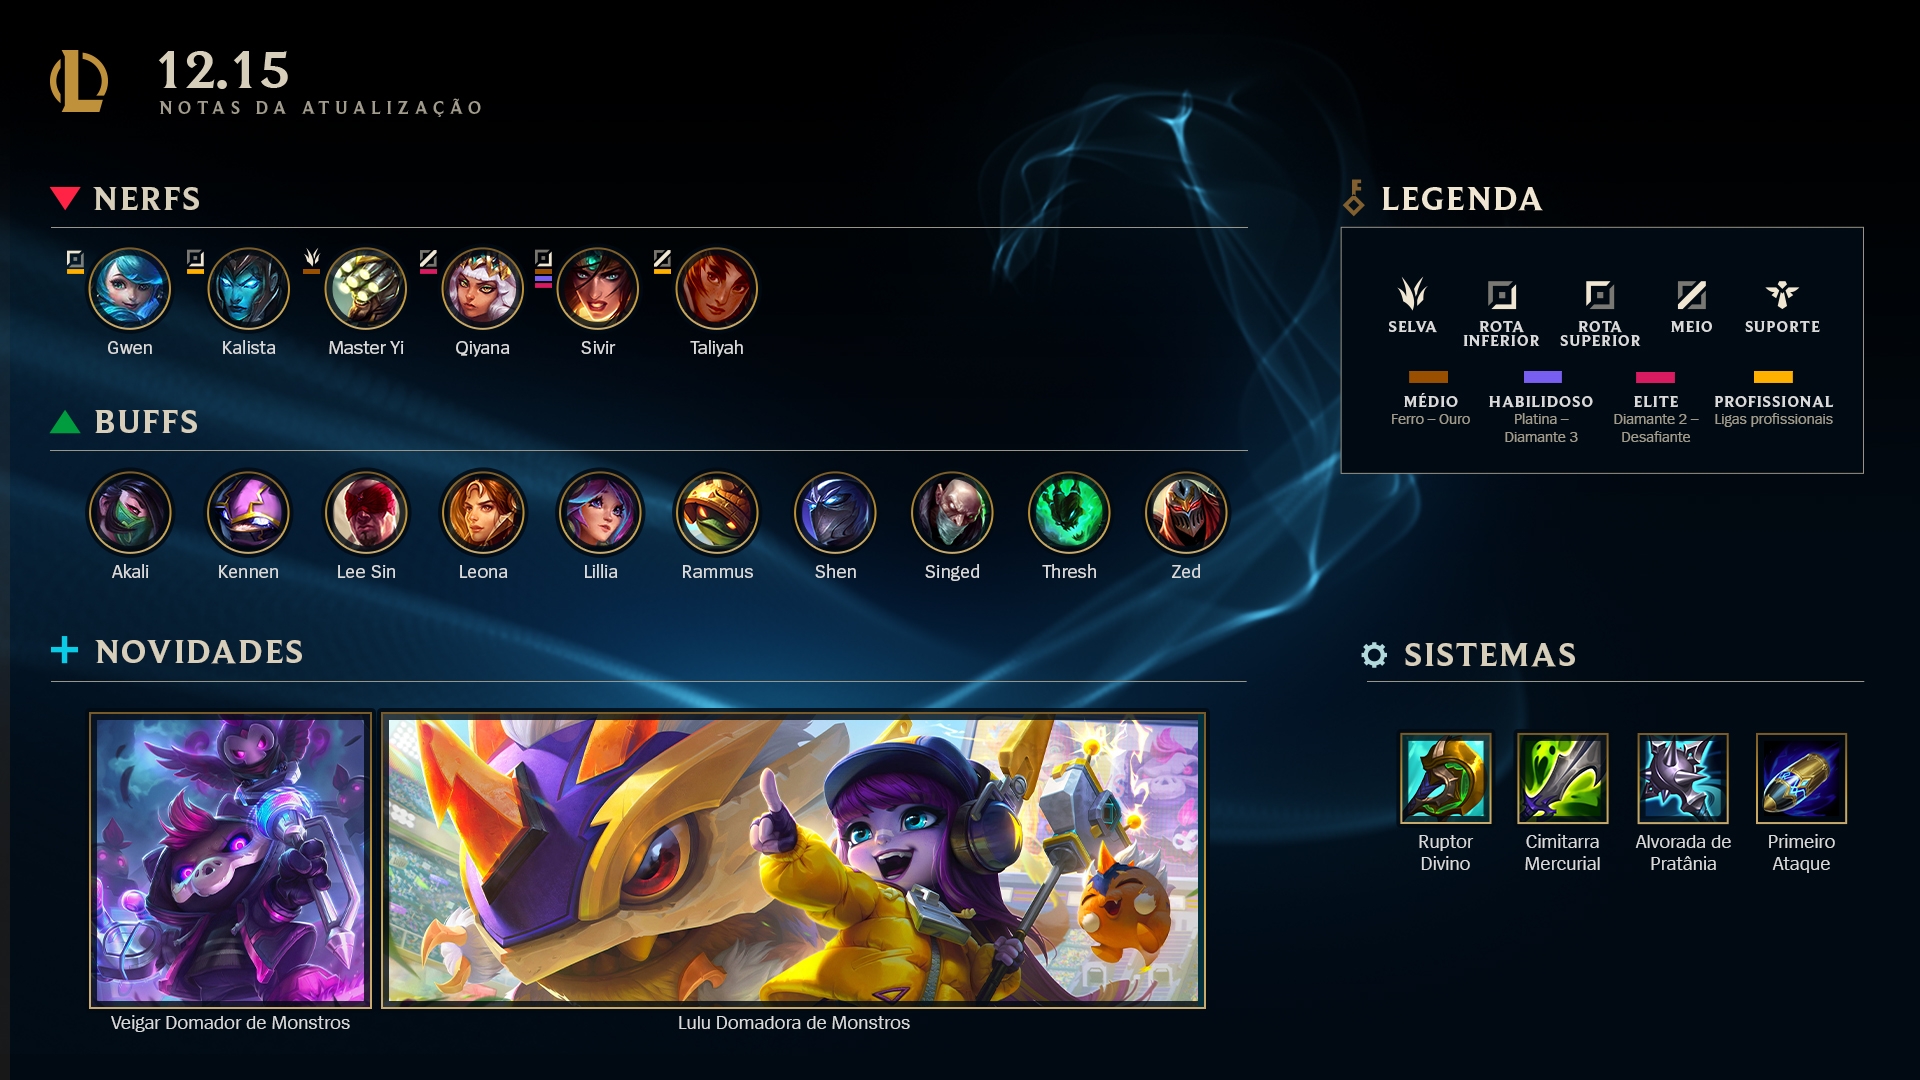 12.15
NOTAS DA ATUALIZAÇÃO
NERFS
Gwen
Kalista
Master Yi
Qiyana
Sivir
Taliyah
BUFFS
Akali
Kennen
Lee Sin
Leona
Lillia
Rammus
Shen
Singed
Thresh
Zed
NOVIDADES
Veigar Domador de Monstros
Lulu Domadora de Monstros
LEGENDA
SELVA
ROTA
INFERIOR
ROTA
SUPERIOR
MEIO
SUPORTE
MÉDIO
Ferro – Ouro
HABILIDOSO
Platina –
Diamante 3
ELITE
Diamante 2 –
Desafiante
PROFISSIONAL
Ligas profissionais
SISTEMAS
Ruptor
Divino
Cimitarra
Mercurial
Alvorada de
Pratânia
Primeiro
Ataque